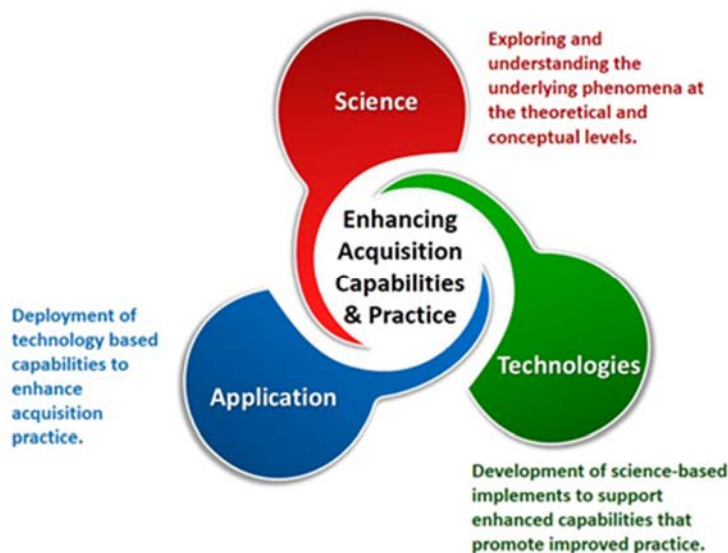 Science
Exploring and
understanding the
underlying phenomena at
the theoretical and
conceptual levels.
Enhancing
Acquisition
Capabilities
& Practice
Deployment of
technology based
capabilities to
enhance
acquisition
practice.
Application
Technologies
Development of science-based
implements to support
enhanced capabilities that
promote improved practice.